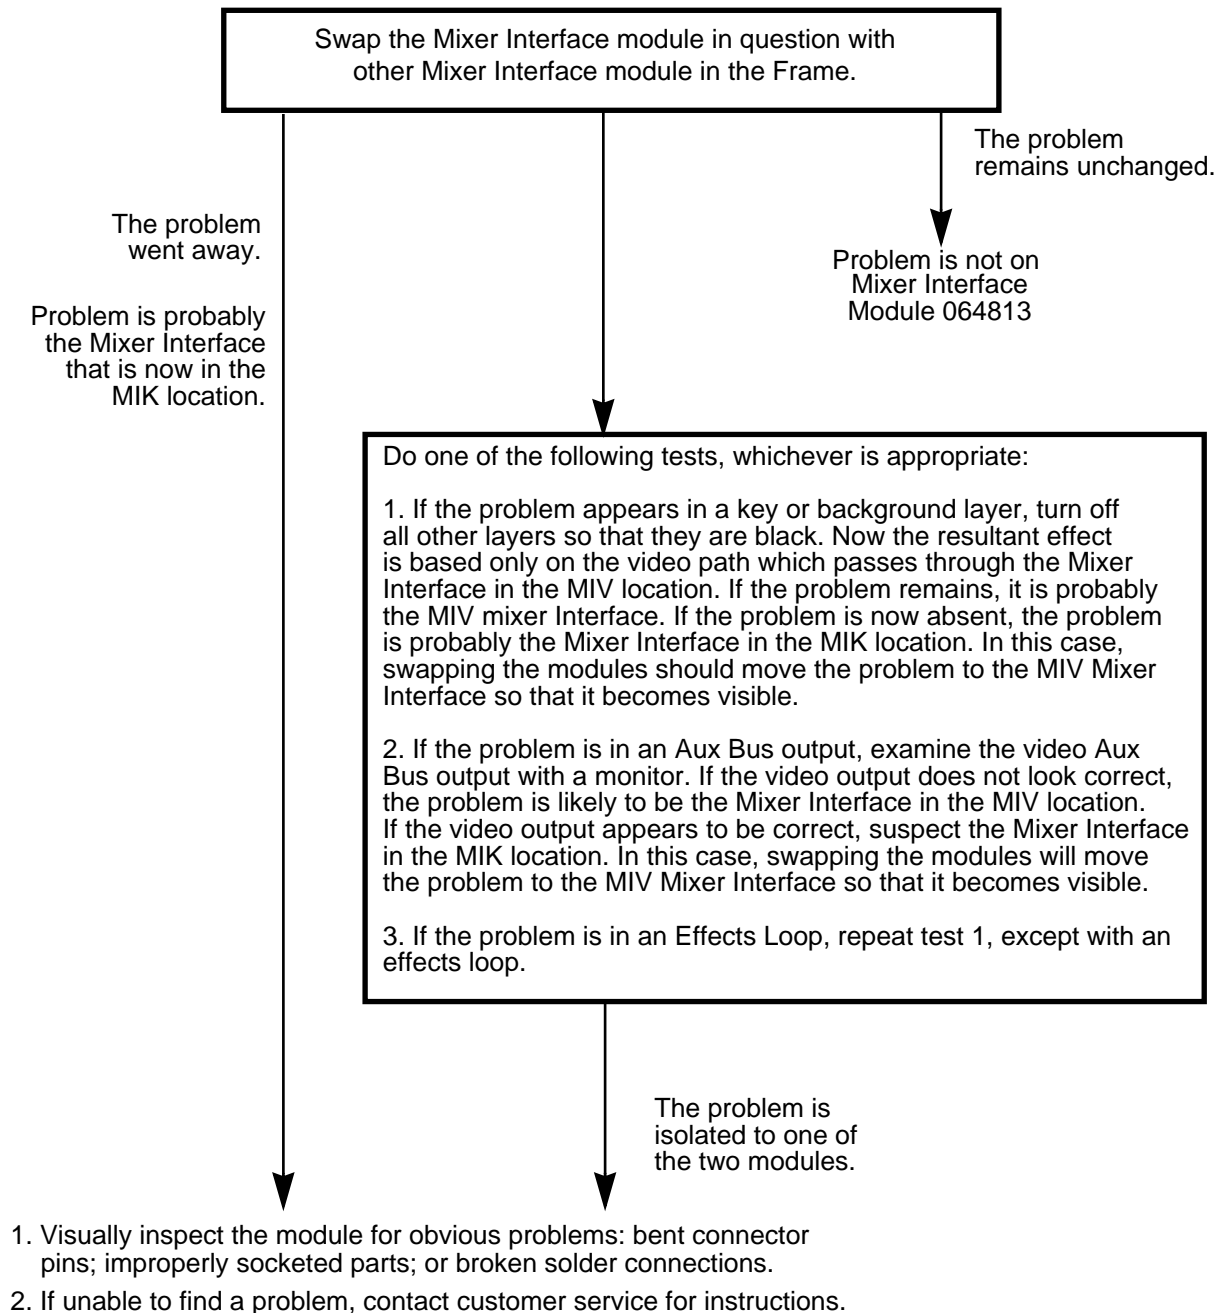 Swap the Mixer Interface module in question with
other Mixer Interface module in the Frame.
The problem
remains unchanged.
The problem
went away.
Problem is not on
Mixer Interface
Module 064813
Problem is probably
the Mixer Interface
that is now in the
MIK location.
Do one of the following tests, whichever is appropriate:
1. If the problem appears in a key or background layer, turn off
all other layers so that they are black. Now the resultant effect
is based only on the video path which passes through the Mixer
Interface in the MIV location. If the problem remains, it is probably
the MIV mixer Interface. If the problem is now absent, the problem
is probably the Mixer Interface in the MIK location. In this case,
swapping the modules should move the problem to the MIV Mixer
Interface so that it becomes visible.
2. If the problem is in an Aux Bus output, examine the video Aux
Bus output with a monitor. If the video output does not look correct,
the problem is likely to be the Mixer Interface in the MIV location.
If the video output appears to be correct, suspect the Mixer Interface
in the MIK location. In this case, swapping the modules will move
the problem to the MIV Mixer Interface so that it becomes visible.
3. If the problem is in an Effects Loop, repeat test 1, except with an
effects loop.
The problem is
isolated to one of
the two modules.
1. Visually inspect the module for obvious problems: bent connector
pins; improperly socketed parts; or broken solder connections.
2. If unable to find a problem, contact customer service for instructions.